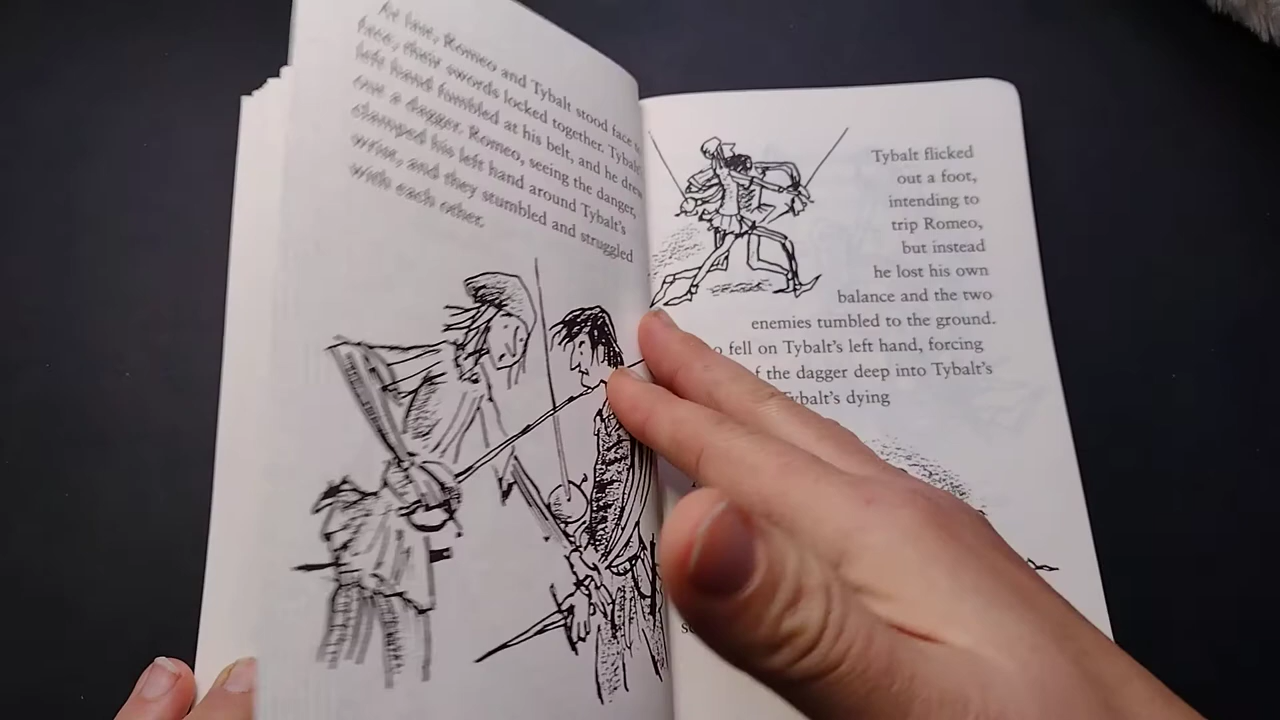 At last, Romeo and Tybalt stood face to
face, their swords locked together. Tybalt's
left hand fumbled at his belt, and he drew
out a dagger. Romeo, seeing the danger,
clamped his left hand around Tybalt's
wrist, and they stumbled and struggled
with each other.
Tybalt flicked
out a foot,
intending to
trip Romeo,
but instead
he lost his own
balance and the two
enemies tumbled to the ground.
fell on Tybalt's left hand, forcing
the dagger deep into Tybalt's
Tybalt's dying